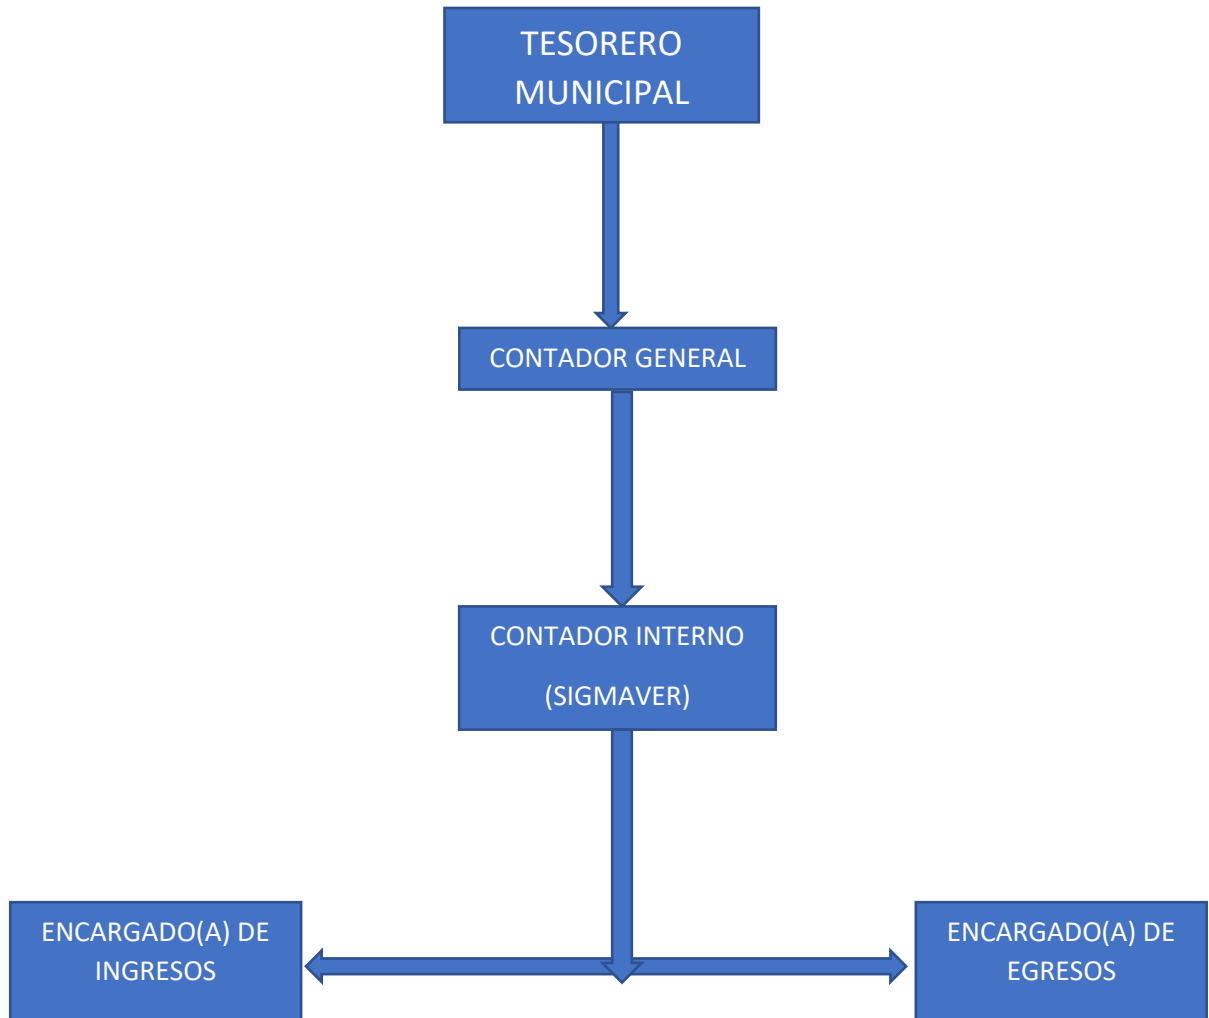 TESORERO
MUNICIPAL
CONTADOR GENERAL
CONTADOR INTERNO
(SIGMAVER)
ENCARGADO(A) DE
INGRESOS
ENCARGADO(A) DE
EGRESOS